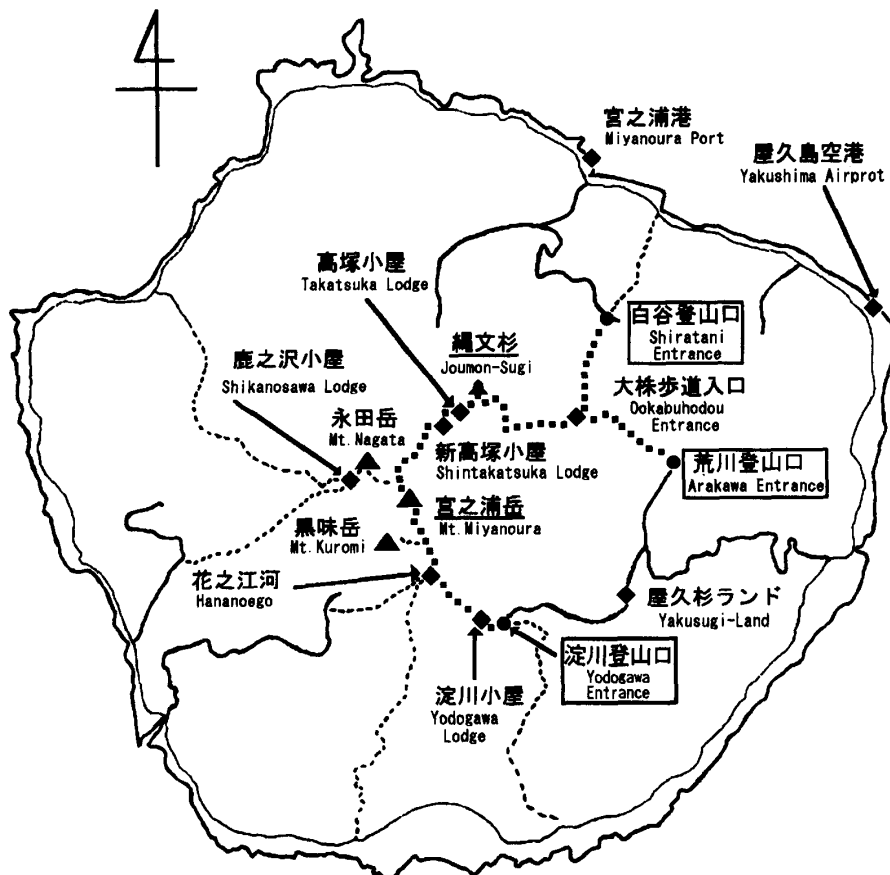 宮之浦港
Miyanoura Port
屋久島空港
Yakushima Airprot
高塚小屋
Takatsuka Lodge
白谷登山口
Shiratani
Entrance
縄文杉
Joumon-Sugi
鹿之沢小屋
Shikanosawa Lodge
大株歩道入口
Ookabuhodou
Entrance
永田岳
Mt.Nagata
新高塚小屋
Shintakatsuka Lodge
荒川登山口
Arakawa Entrance
宮之浦岳
Mt.Miyanoura
黒味岳
Mt.Kuromi
花之江河
Hananoego
屋久杉ランド
Yakusugi-Land
淀川登山口
Yodogawa
Entrance
淀川小屋
Yodogawa
Lodge